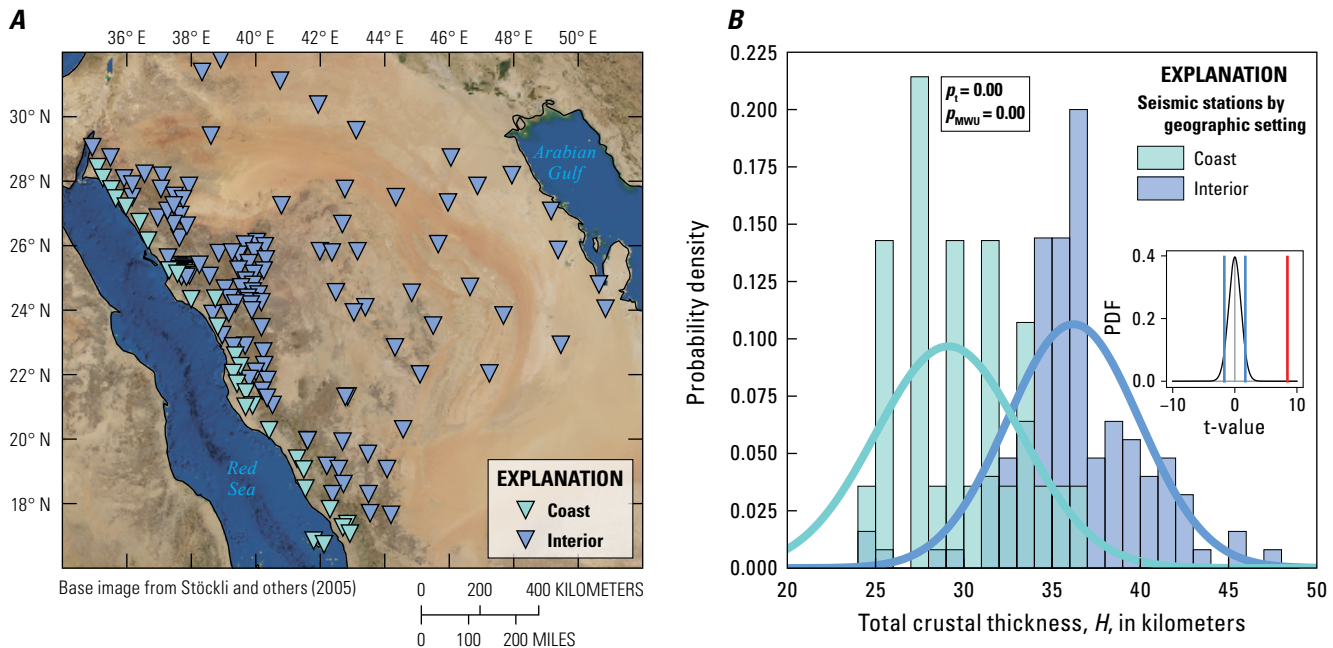 A
36° E 38° E 40° E 42° E 44° E 46° E 48° E 50° E
30° N
28° N
26° N
24° N
22° N
20° N
18° N
Arabian
Gulf
Red
Sea
EXPLANATION
Coast
Interior
Base image from Stöckli and others (2005)
0 200 400 KILOMETERS
0 100 200 MILES
B
0.225
0.200
0.175
0.150
0.125
0.100
0.075
0.050
0.025
0.000
Probability density
20 25 30 35 40 45 50
Total crustal thickness, H, in kilometers
pt = 0.00
pMWU = 0.00
EXPLANATION
Seismic stations by
geographic setting
Coast
Interior
0.4
0.2
0.0
PDF
−10 0 10
t-value